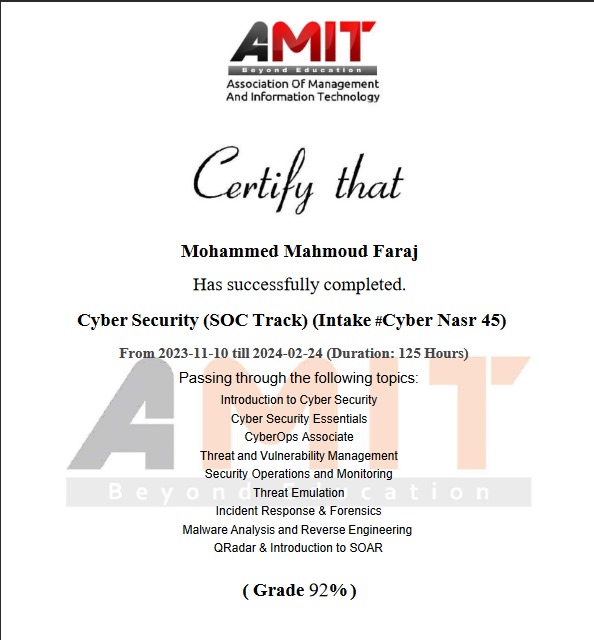 AMIT
Beyond Education
Association Of Management
And Information Technology
Certify that
Mohammed Mahmoud Faraj
Has successfully completed.
Cyber Security (SOC Track) (Intake #Cyber Nasr 45)
From 2023-11-10 till 2024-02-24 (Duration: 125 Hours)
Passing through the following topics:
Introduction to Cyber Security
Cyber Security Essentials
CyberOps Associate
Threat and Vulnerability Management
Security Operations and Monitoring
Threat Emulation
Incident Response & Forensics
Malware Analysis and Reverse Engineering
QRadar & Introduction to SOAR
( Grade 92% )
AMIT
Beyond Education